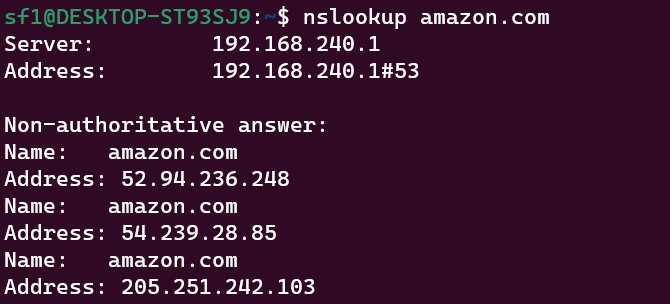 sf1@DESKTOP-ST93SJ9:~$ nslookup amazon.com
Server:         192.168.240.1
Address:        192.168.240.1#53

Non-authoritative answer:
Name:   amazon.com
Address: 52.94.236.248
Name:   amazon.com
Address: 54.239.28.85
Name:   amazon.com
Address: 205.251.242.103